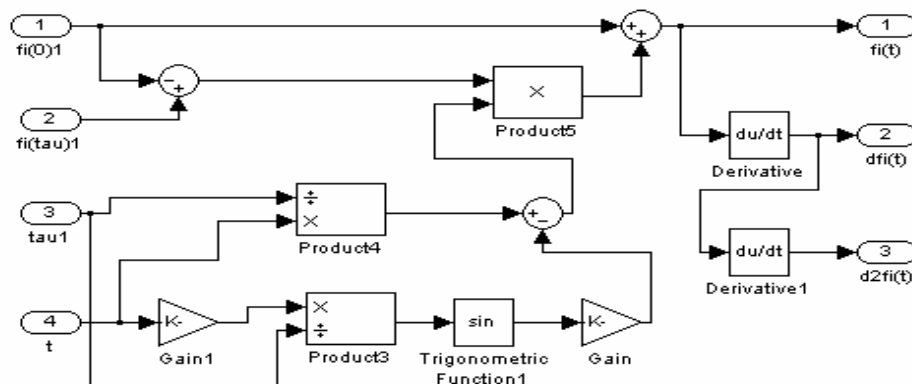 1
fi(0)1
2
fi(tau)1
3
tau1
4
t
Product5
Product4
K-
Gain1
Product3
sin
Trigonometric
Function1
K-
Gain
du/dt
Derivative
du/dt
Derivative1
1
fi(t)
2
dfi(t)
3
d2fi(t)